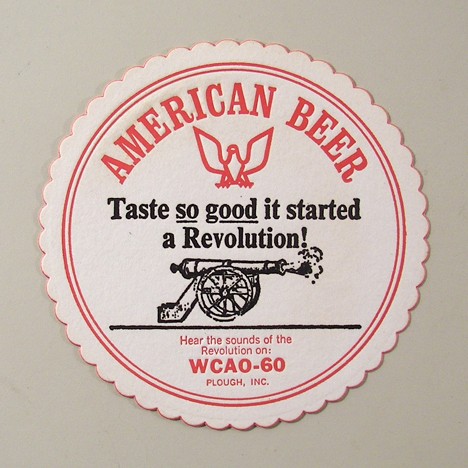 AMERICAN BEER
Taste so good it started
a Revolution!
Hear the sounds of the
Revolution on:
WCAO-60
PLOUGH, INC.